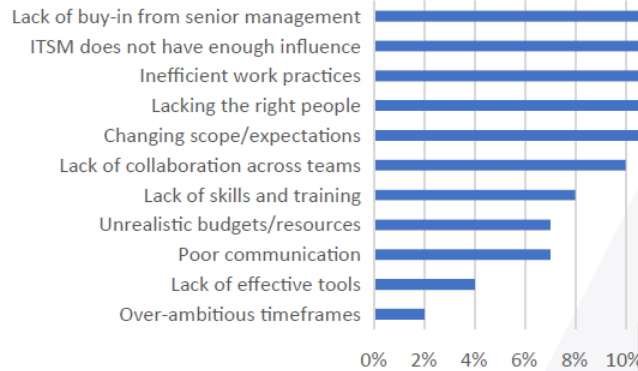 Lack of buy-in from senior management
ITSM does not have enough influence
Inefficient work practices
Lacking the right people
Changing scope/expectations
Lack of collaboration across teams
Lack of skills and training
Unrealistic budgets/resources
Poor communication
Lack of effective tools
Over-ambitious timeframes
0% 2% 4% 6% 8% 10%